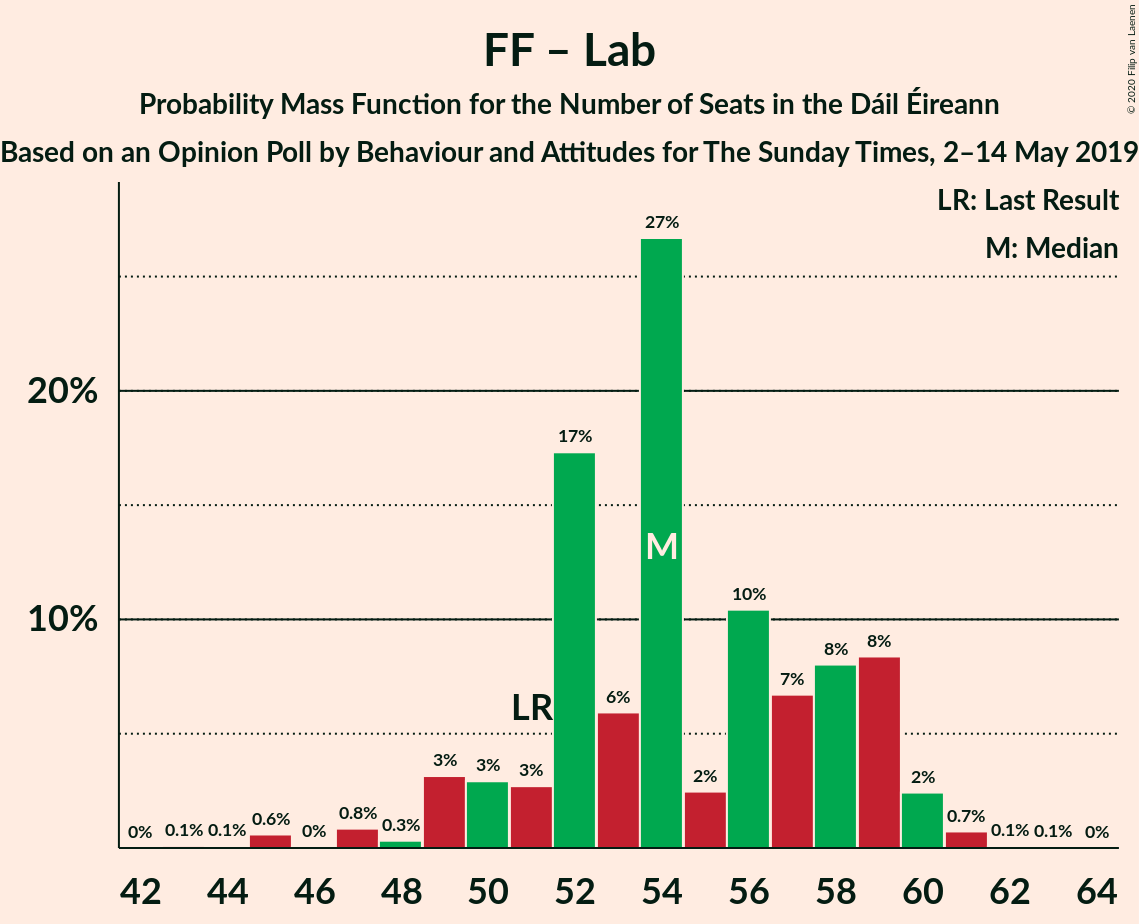 FF – Lab
Probability Mass Function for the Number of Seats in the Dáil Éireann
Based on an Opinion Poll by Behaviour and Attitudes for The Sunday Times, 2–14 May 2019
© 2020 Filip van Laenen
LR: Last Result
M: Median
20%
10%
0% 0.1% 0.1% 0.6% 0% 0.8% 0.3% 3% 3% 3% 17% 6% 27% 2% 10% 7% 8% 8% 2% 0.7% 0.1% 0.1% 0%
LR
M
42 44 46 48 50 52 54 56 58 60 62 64